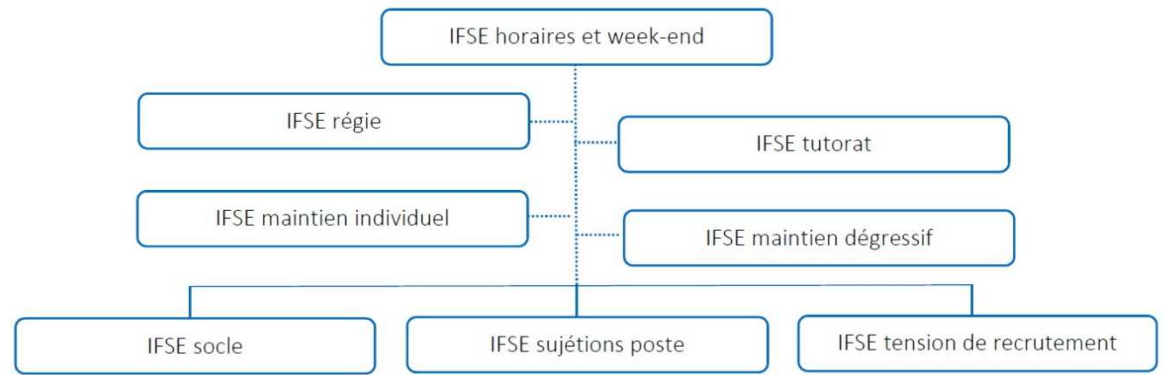 IFSE horaires et week-end
IFSE régie
IFSE tutorat
IFSE maintien individuel
IFSE maintien dégressif
IFSE socle
IFSE sujétions poste
IFSE tension de recrutement